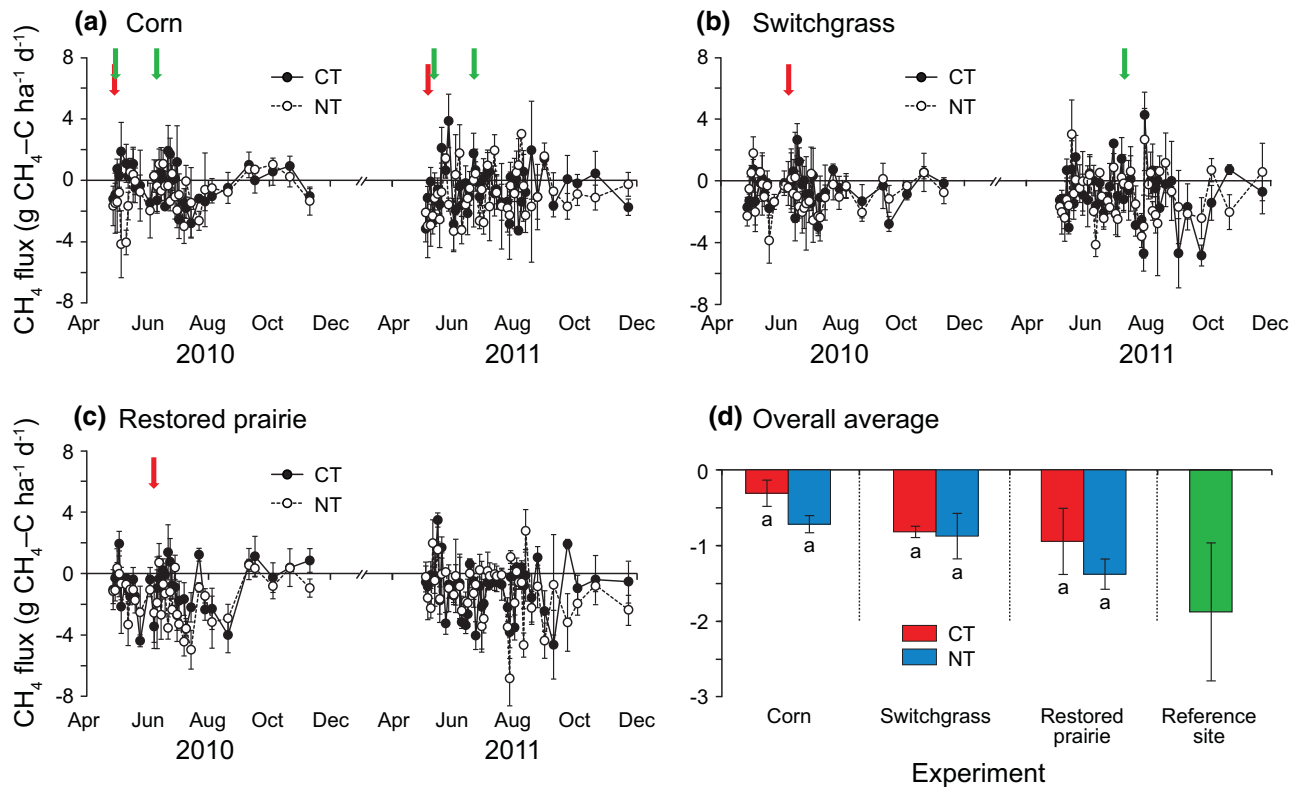 (a) Corn
CH₄ flux (g CH₄–C ha⁻¹ d⁻¹)
8
4
0
-4
-8
CT
NT
Apr Jun Aug Oct Dec Apr Jun Aug Oct Dec
2010 2011
(b) Switchgrass
8
4
0
-4
-8
CT
NT
Apr Jun Aug Oct Dec Apr Jun Aug Oct Dec
2010 2011
(c) Restored prairie
CH₄ flux (g CH₄–C ha⁻¹ d⁻¹)
8
4
0
-4
-8
CT
NT
Apr Jun Aug Oct Dec Apr Jun Aug Oct Dec
2010 2011
(d) Overall average
0
-1
-2
-3
a a a a a a
CT
NT
Corn Switchgrass Restored prairie Reference site
Experiment